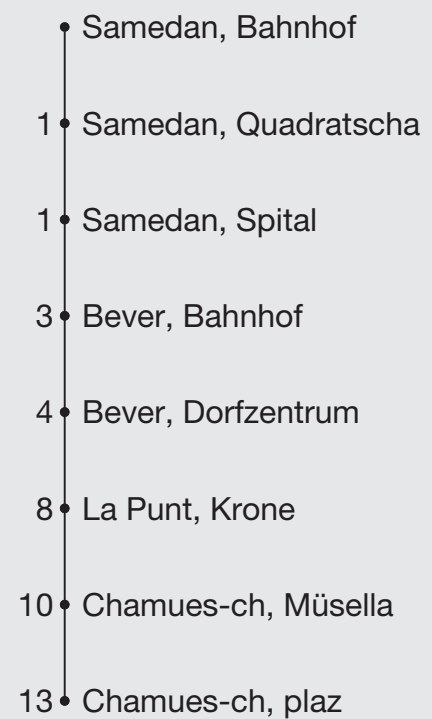 Samedan, Bahnhof
1 Samedan, Quadratscha
1 Samedan, Spital
3 Bever, Bahnhof
4 Bever, Dorfzentrum
8 La Punt, Krone
10 Chamues-ch, Müsella
13 Chamues-ch, plaz